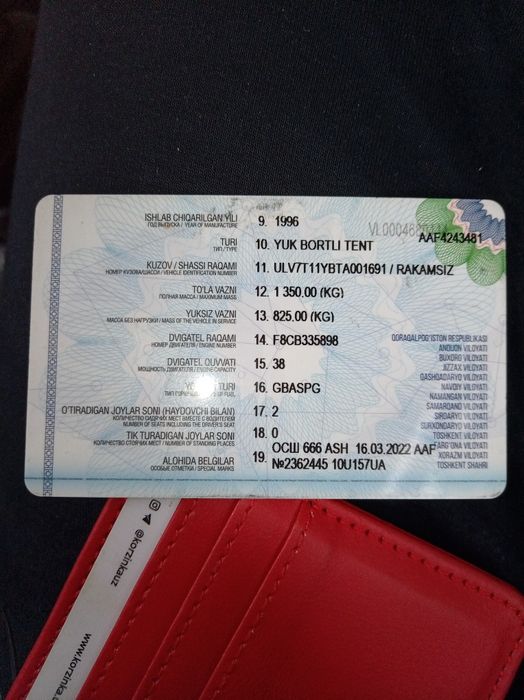 VL000468
AAF4243481
ISHLAB CHIQARILGAN YILI 9. 1996
ГОД ВЫПУСКА / YEAR OF MANUFACTURE
TURI 10. YUK BORTLI TENT
ТИП / TYPE
KUZOV / SHASSI RAQAMI 11. ULV7T11YBTA001691 / RAKAMSIZ
НОМЕР КУЗОВА/ШАССИ / VEHICLE IDENTIFICATION NUMBER
TO'LA VAZNI 12. 1 350.00 (KG)
ПОЛНАЯ МАССА / MAXIMUM MASS
YUKSIZ VAZNI 13. 825.00 (KG)
МАССА БЕЗ НАГРУЗКИ / MASS OF THE VEHICLE IN SERVICE
DVIGATEL RAQAMI 14. F8CB335898
НОМЕР ДВИГАТЕЛЯ / ENGINE NUMBER
DVIGATEL QUVVATI 15. 38
МОЩНОСТЬ ДВИГАТЕЛЯ / ENGINE CAPACITY
TURI 16. GBASPG
OF FUEL
O'TIRADIGAN JOYLAR SONI (HAYDOVCHI BILAN) 17. 2
КОЛИЧЕСТВО СИДЯЧИХ МЕСТ ВМЕСТЕ С ВОДИТЕЛЕМ
NUMBER OF SEATS INCLUDING THE DRIVER'S SEAT
TIK TURADIGAN JOYLAR SONI 18. 0
КОЛИЧЕСТВО СТОЯЧИХ МЕСТ / NUMBER OF STANDING PLACES
ALOHIDA BELGILAR 19. ОСШ 666 ASH 16.03.2022 AAF
ОСОБЫЕ ОТМЕТКИ / SPECIAL MARKS
№2362445 10U157UA
QORAQALPOG'ISTON RESPUBLIKASI
ANDIJON VILOYATI
BUXORO VILOYATI
JIZZAX VILOYATI
QASHQADARYO VILOYATI
NAVOIY VILOYATI
NAMANGAN VILOYATI
SAMARQAND VILOYATI
SIRDARYO VILOYATI
SURXONDARYO VILOYATI
TOSHKENT VILOYATI
FARG'ONA VILOYATI
XORAZM VILOYATI
TOSHKENT SHAHRI
@korzinkauz
www.korzinka.u